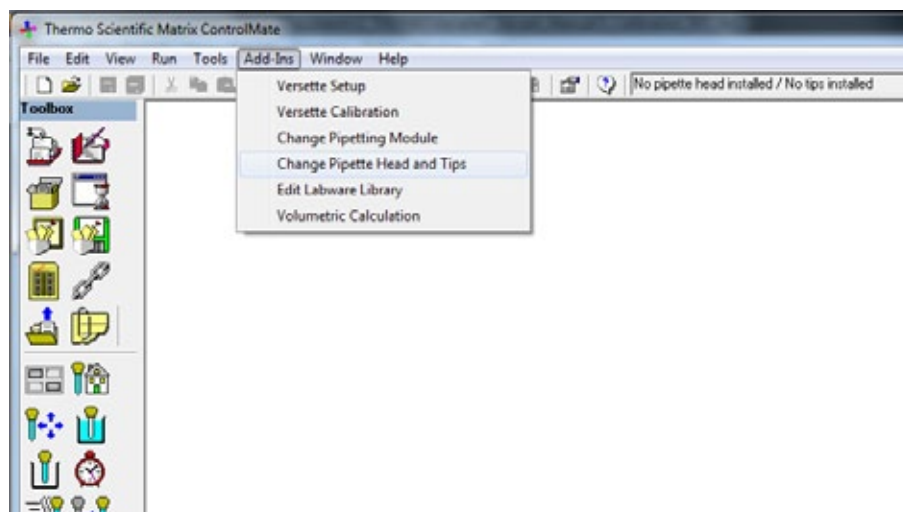 Thermo Scientific Matrix ControlMate
File Edit View Run Tools Add-Ins Window Help
No pipette head installed / No tips installed
Toolbox
Versette Setup
Versette Calibration
Change Pipetting Module
Change Pipette Head and Tips
Edit Labware Library
Volumetric Calculation